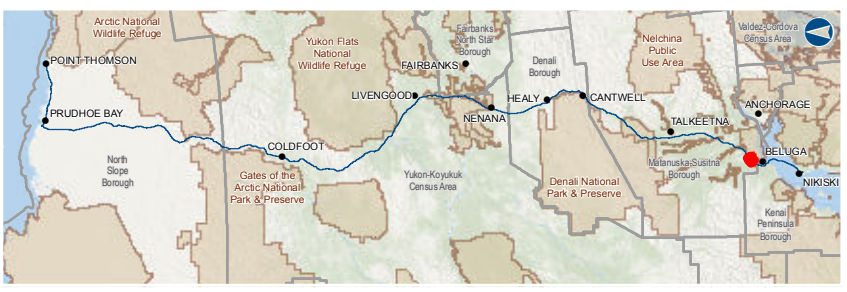 Arctic National
Wildlife Refuge
POINT THOMSON
PRUDHOE BAY
North
Slope
Borough
COLDFOOT
Gates of the
Arctic National
Park & Preserve
Yukon Flats
National
Wildlife Refuge
Fairbanks
North Star
Borough
FAIRBANKS
LIVENGOOD
NENANA
Yukon-Koyukuk
Census Area
Denali
Borough
HEALY
CANTWELL
Denali National
Park & Preserve
Nelchina
Public
Use Area
TALKEETNA
Matanuska-Susitna
Borough
Valdez-Cordova
Census Area
ANCHORAGE
BELUGA
NIKISKI
Kenai
Peninsula
Borough